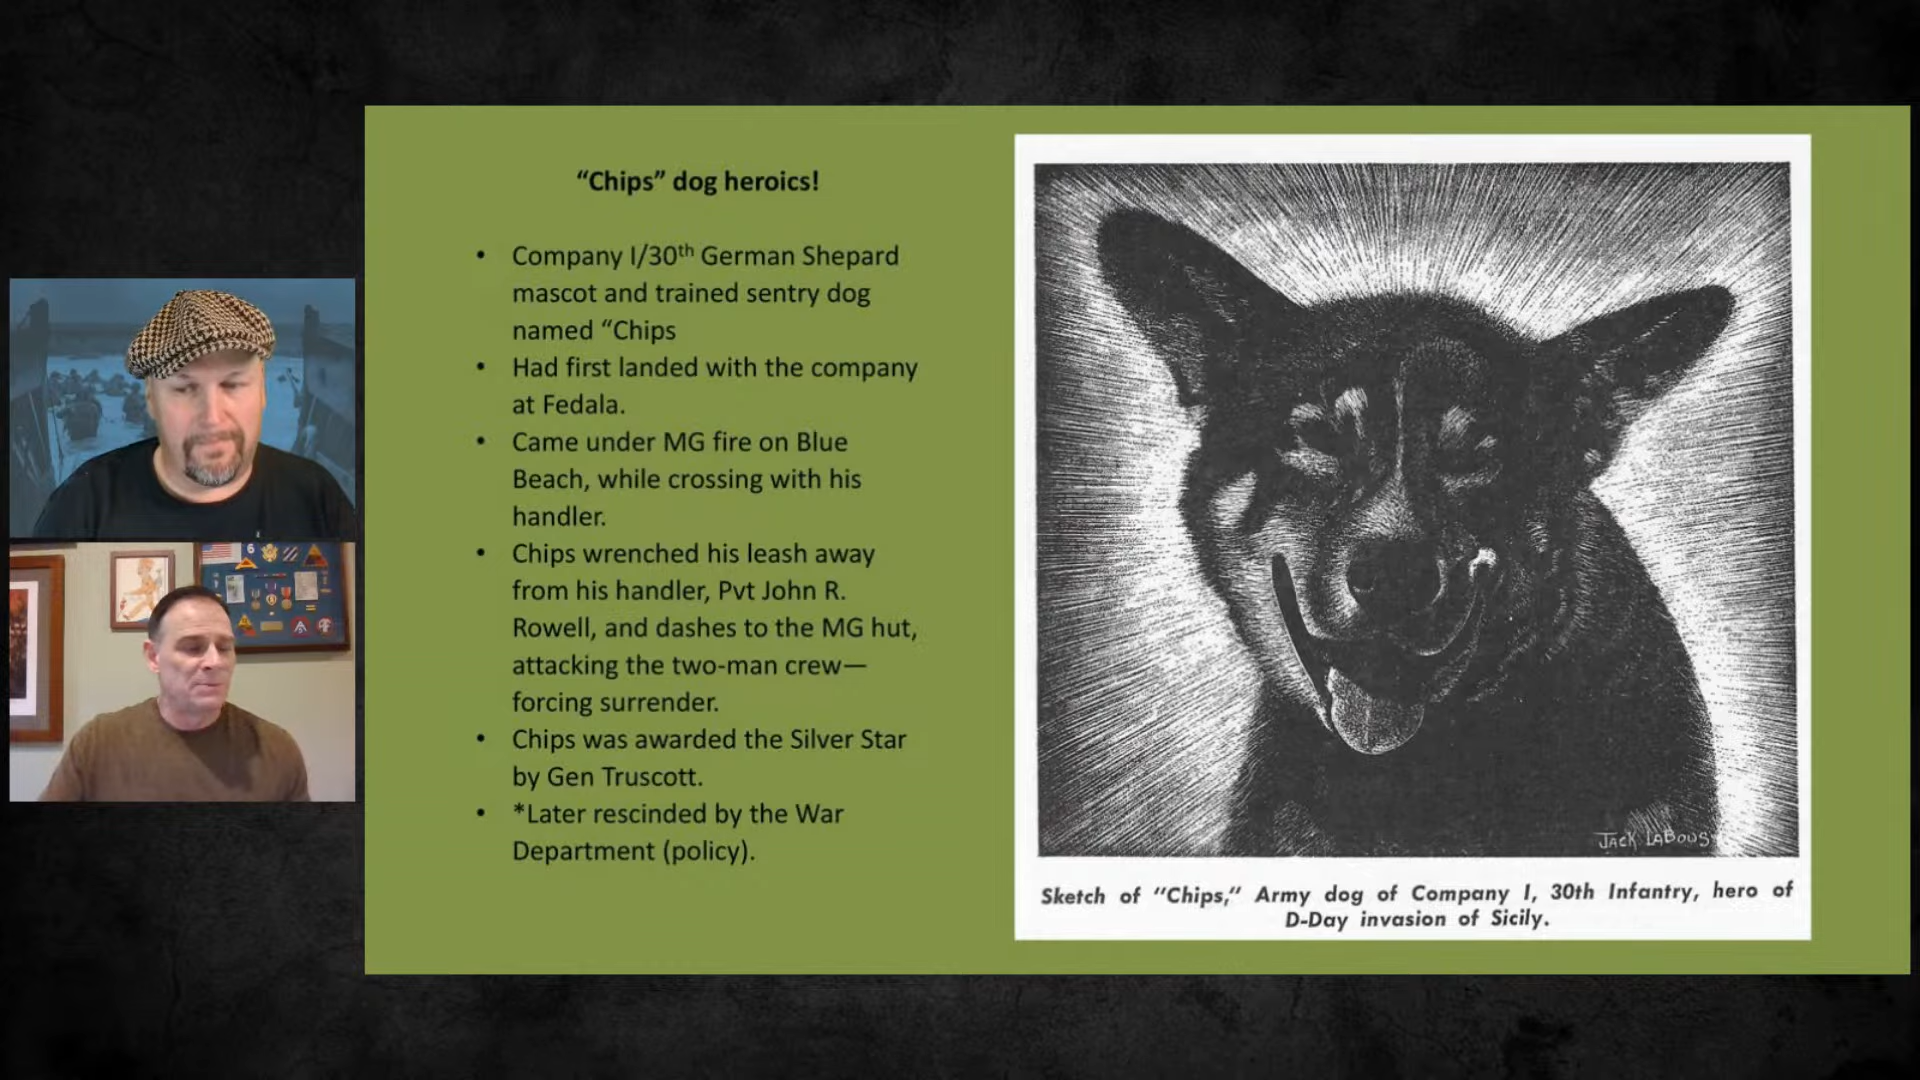 “Chips” dog heroics!
• Company I/30th German Shepard
mascot and trained sentry dog
named “Chips
• Had first landed with the company
at Fedala.
• Came under MG fire on Blue
Beach, while crossing with his
handler.
• Chips wrenched his leash away
from his handler, Pvt John R.
Rowell, and dashes to the MG hut,
attacking the two-man crew—
forcing surrender.
• Chips was awarded the Silver Star
by Gen Truscott.
• *Later rescinded by the War
Department (policy).
JACK
Sketch of “Chips,” Army dog of Company I, 30th Infantry, hero of
D-Day invasion of Sicily.
6